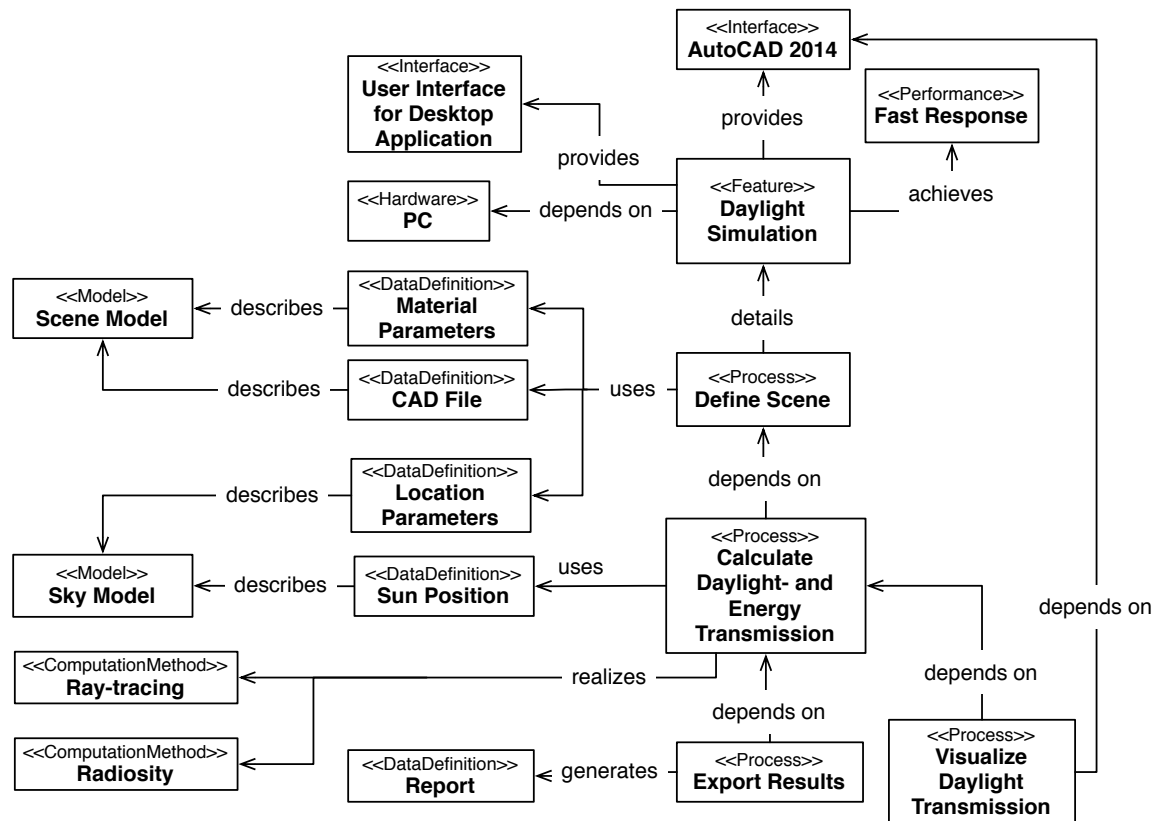 <<Interface>>
AutoCAD 2014
<<Interface>>
User Interface
for Desktop
Application
<<Performance>>
Fast Response
provides
provides
<<Feature>>
Daylight
Simulation
achieves
<<Hardware>>
PC
depends on
<<Model>>
Scene Model
describes
<<DataDefinition>>
Material
Parameters
details
describes
<<DataDefinition>>
CAD File
uses
<<Process>>
Define Scene
describes
<<DataDefinition>>
Location
Parameters
depends on
<<Model>>
Sky Model
describes
<<DataDefinition>>
Sun Position
uses
<<Process>>
Calculate
Daylight- and
Energy
Transmission
depends on
<<ComputationMethod>>
Ray-tracing
realizes
depends on
depends on
<<ComputationMethod>>
Radiosity
<<DataDefinition>>
Report
generates
<<Process>>
Export Results
<<Process>>
Visualize
Daylight
Transmission